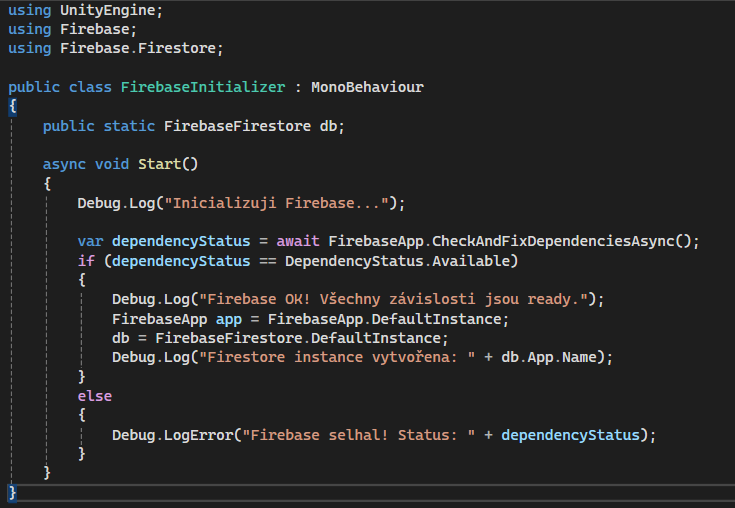 using UnityEngine;
using Firebase;
using Firebase.Firestore;
public class FirebaseInitializer : MonoBehaviour
{
public static FirebaseFirestore db;
async void Start()
{
Debug.Log("Inicializuji Firebase...");
var dependencyStatus = await FirebaseApp.CheckAndFixDependenciesAsync();
if (dependencyStatus == DependencyStatus.Available)
{
Debug.Log("Firebase OK! Všechny závislosti jsou ready.");
FirebaseApp app = FirebaseApp.DefaultInstance;
db = FirebaseFirestore.DefaultInstance;
Debug.Log("Firestore instance vytvořena: " + db.App.Name);
}
else
{
Debug.LogError("Firebase selhal! Status: " + dependencyStatus);
}
}
}